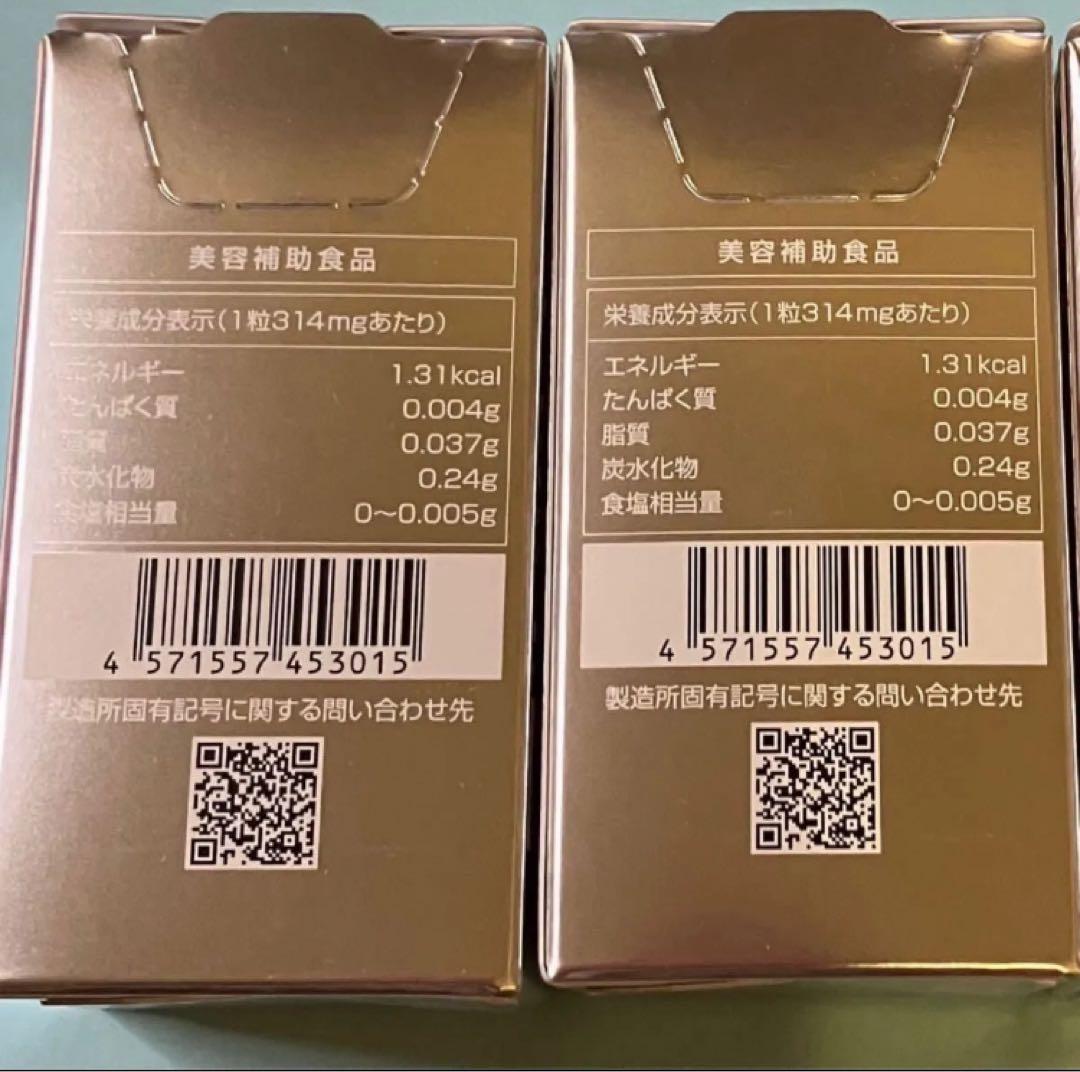 美容補助食品
栄養成分表示(1粒314mgあたり)
エネルギー 1.31kcal
たんぱく質 0.004g
脂質 0.037g
炭水化物 0.24g
食塩相当量 0〜0.005g
4 571557 453015
製造所固有記号に関する問い合わせ先
美容補助食品
栄養成分表示(1粒314mgあたり)
エネルギー 1.31kcal
たんぱく質 0.004g
脂質 0.037g
炭水化物 0.24g
食塩相当量 0〜0.005g
4 571557 453015
製造所固有記号に関する問い合わせ先